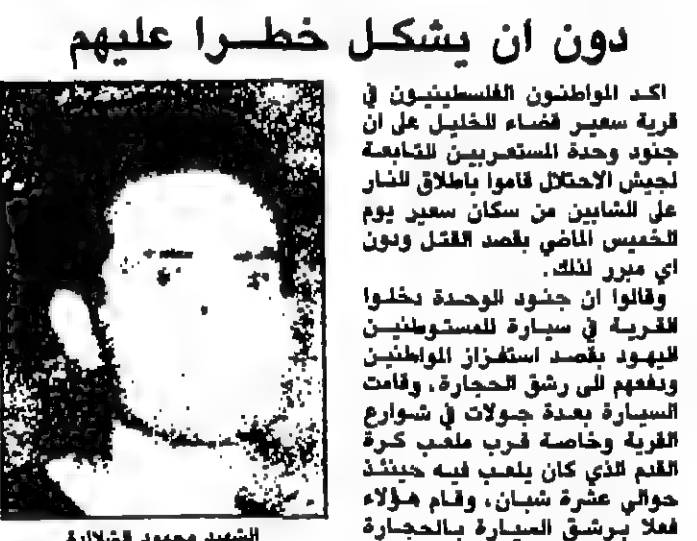 دون ان يشكل خطرا عليهم
اكد المواطنون الفلسطينيون في
قرية سعير قضاء الخليل على ان
جنود وحدة المستعربين التابعة
لجيش الاحتلال قاموا باطلاق النار
على الشابين من سكان سعير يوم
الخميس الماضي بقصد القتل ودون
اي مبرر لذلك.
وقالوا ان جنود الوحدة دخلوا
القرية في سيارة للمستوطنين
اليهود بقصد استفزاز المواطنين
ودفعهم الى رشق الحجارة، وقامت
السيارة بعدة جولات في شوارع
القرية وخاصة قرب ملعب كرة
القدم الذي كان يلعب فيه حينئذ
حوالي عشرة شبان، وقام هؤلاء
فعلا برشق السيارة بالحجارة
الشهيد محمود